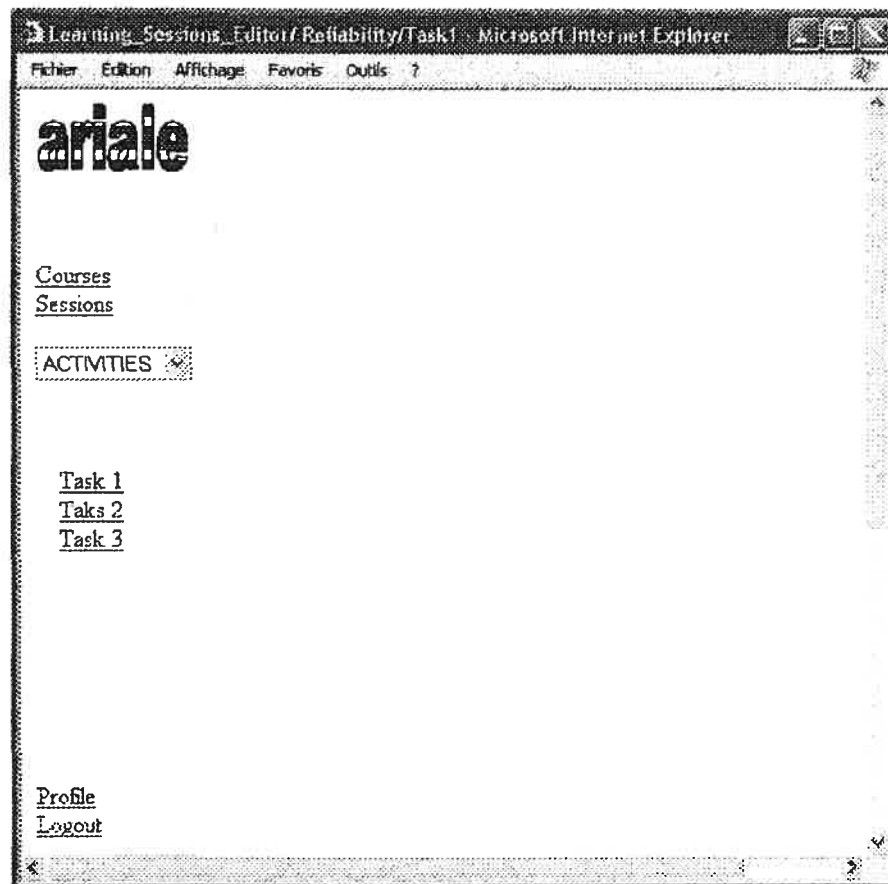 Learning_Sessions_Editor/ Reliability/Task1 - Microsoft Internet Explorer
Fichier Edition Affichage Favoris Outils ?
ariale
Courses
Sessions
ACTIVITIES
Task 1
Taks 2
Task 3
Profile
Logout